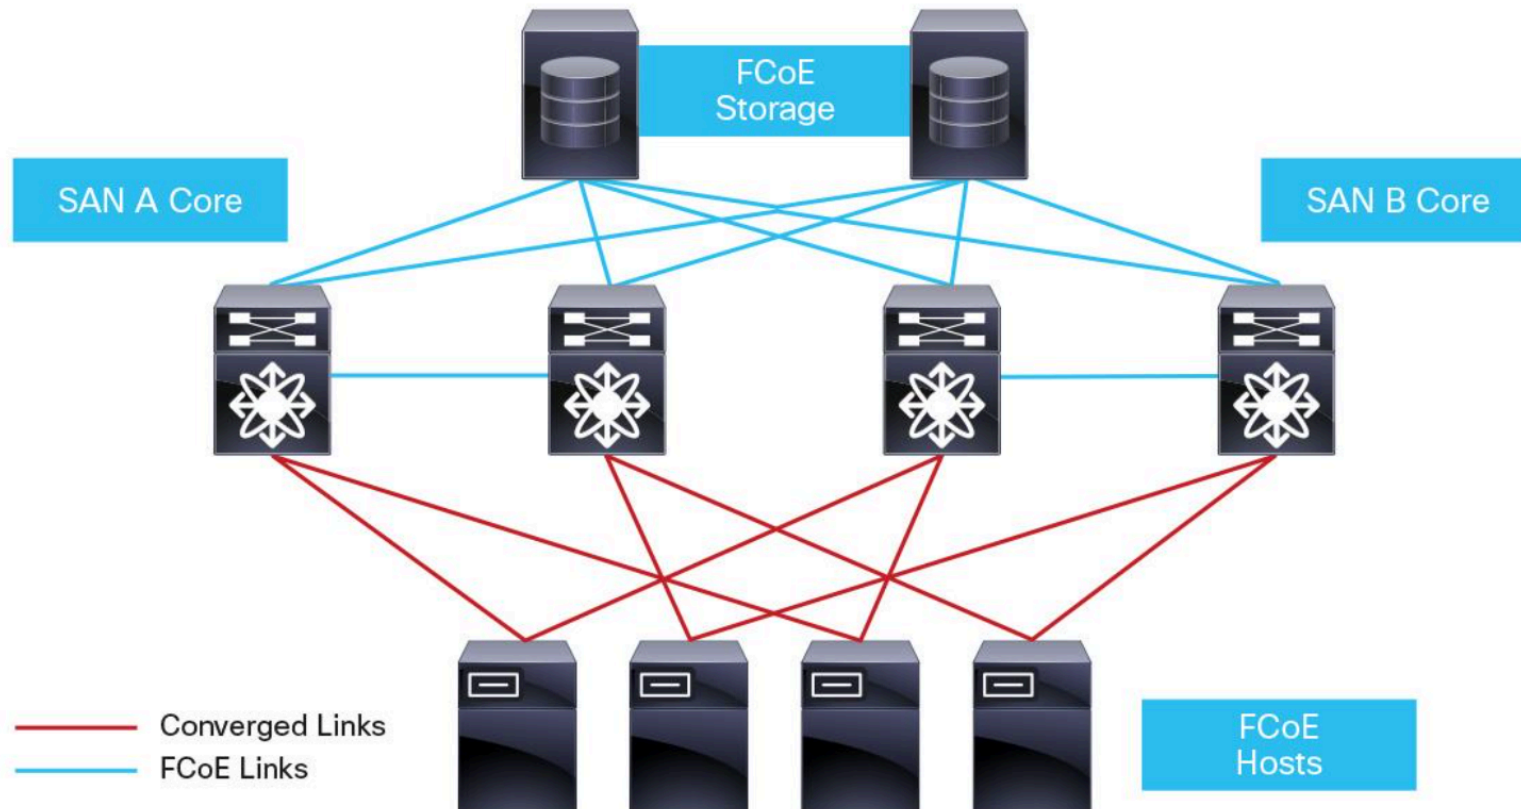 FCoE
Storage
SAN A Core
SAN B Core
Converged Links
FCoE Links
FCoE
Hosts